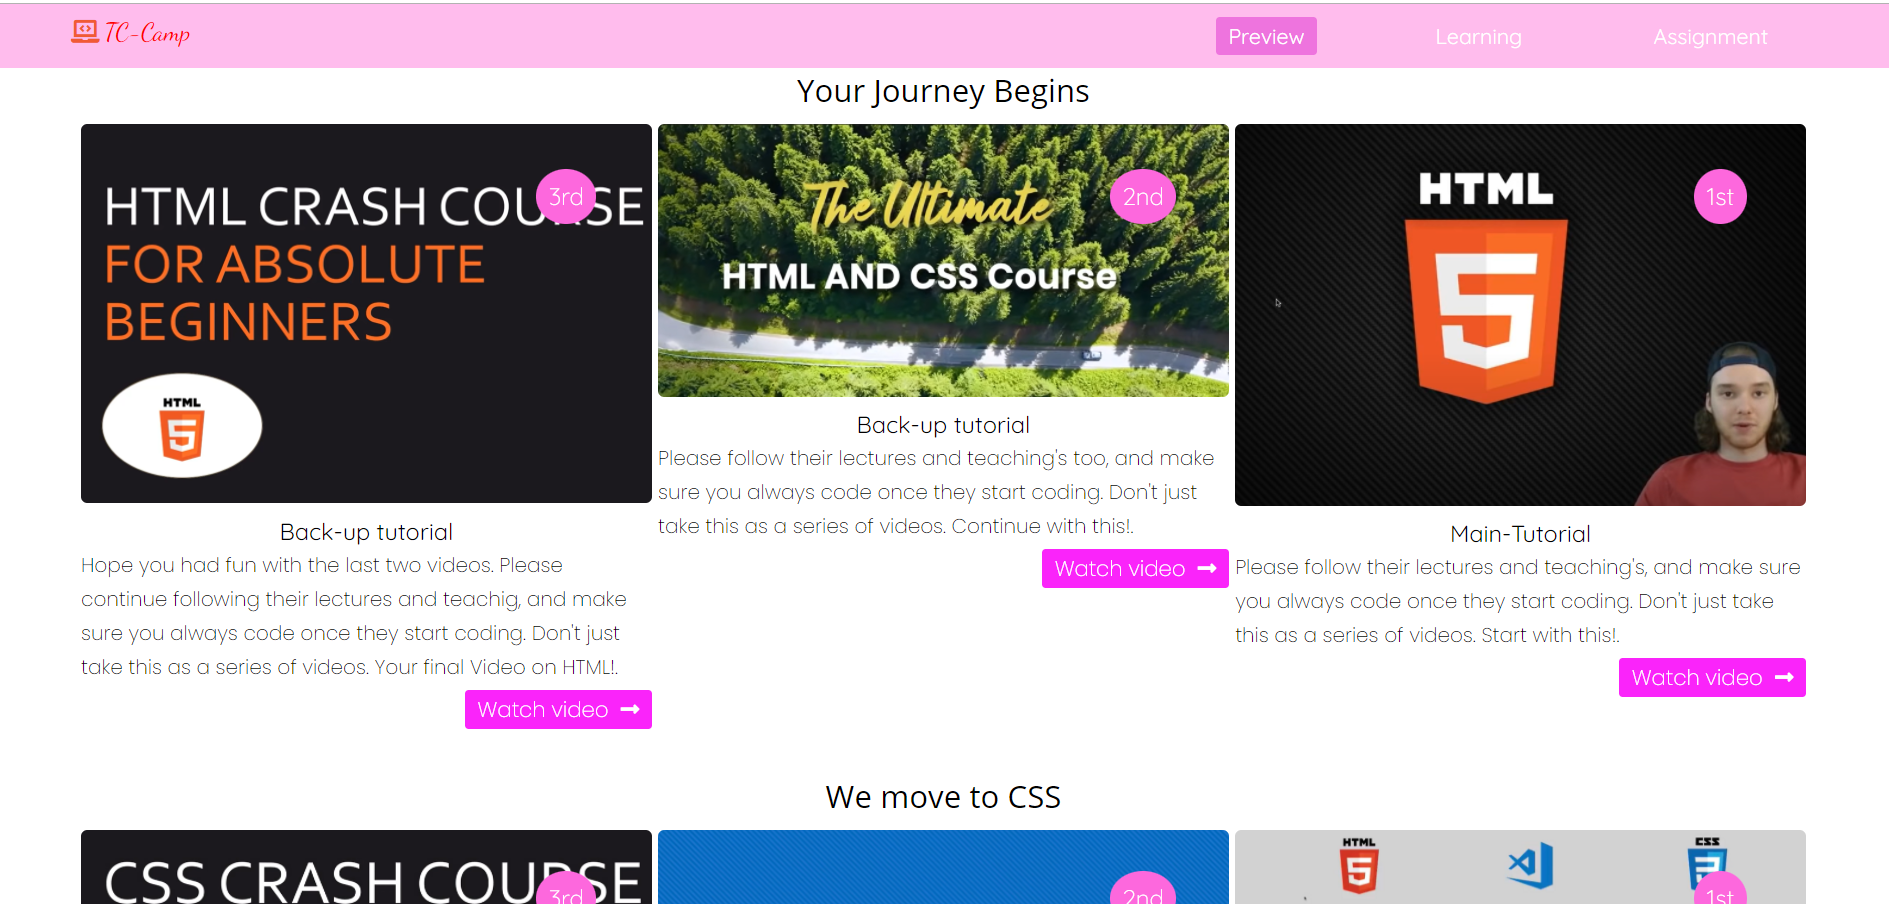 TC-Camp
Preview
Learning
Assignment
Your Journey Begins
HTML CRASH COURSE
FOR ABSOLUTE
BEGINNERS
3rd
HTML
5
Back-up tutorial
Hope you had fun with the last two videos. Please
continue following their lectures and teachig, and make
sure you always code once they start coding. Don't just
take this as a series of videos. Your final Video on HTML!.
Watch video
The Ultimate
HTML AND CSS Course
2nd
Back-up tutorial
Please follow their lectures and teaching's too, and make
sure you always code once they start coding. Don't just
take this as a series of videos. Continue with this!.
Watch video
HTML
5
1st
Main-Tutorial
Please follow their lectures and teaching's, and make sure
you always code once they start coding. Don't just take
this as a series of videos. Start with this!.
Watch video
We move to CSS
CSS CRASH COURSE
3rd
2nd
HTML
5
CSS
1st